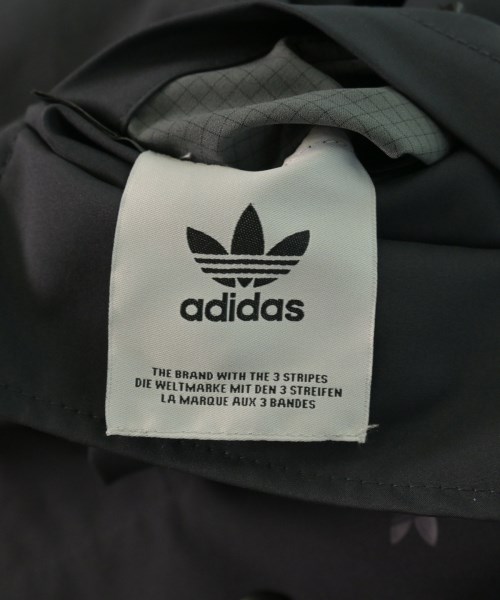 adidas
THE BRAND WITH THE 3 STRIPES
DIE WELTMARKE MIT DEN 3 STREIFEN
LA MARQUE AUX 3 BANDES